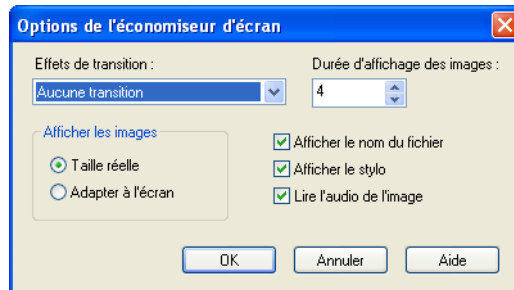 Options de l'économiseur d'écran
Effets de transition :
Durée d'affichage des images :
Aucune transition
4
Afficher les images
Taille réelle
Adapter à l'écran
Afficher le nom du fichier
Afficher le stylo
Lire l'audio de l'image
OK
Annuler
Aide